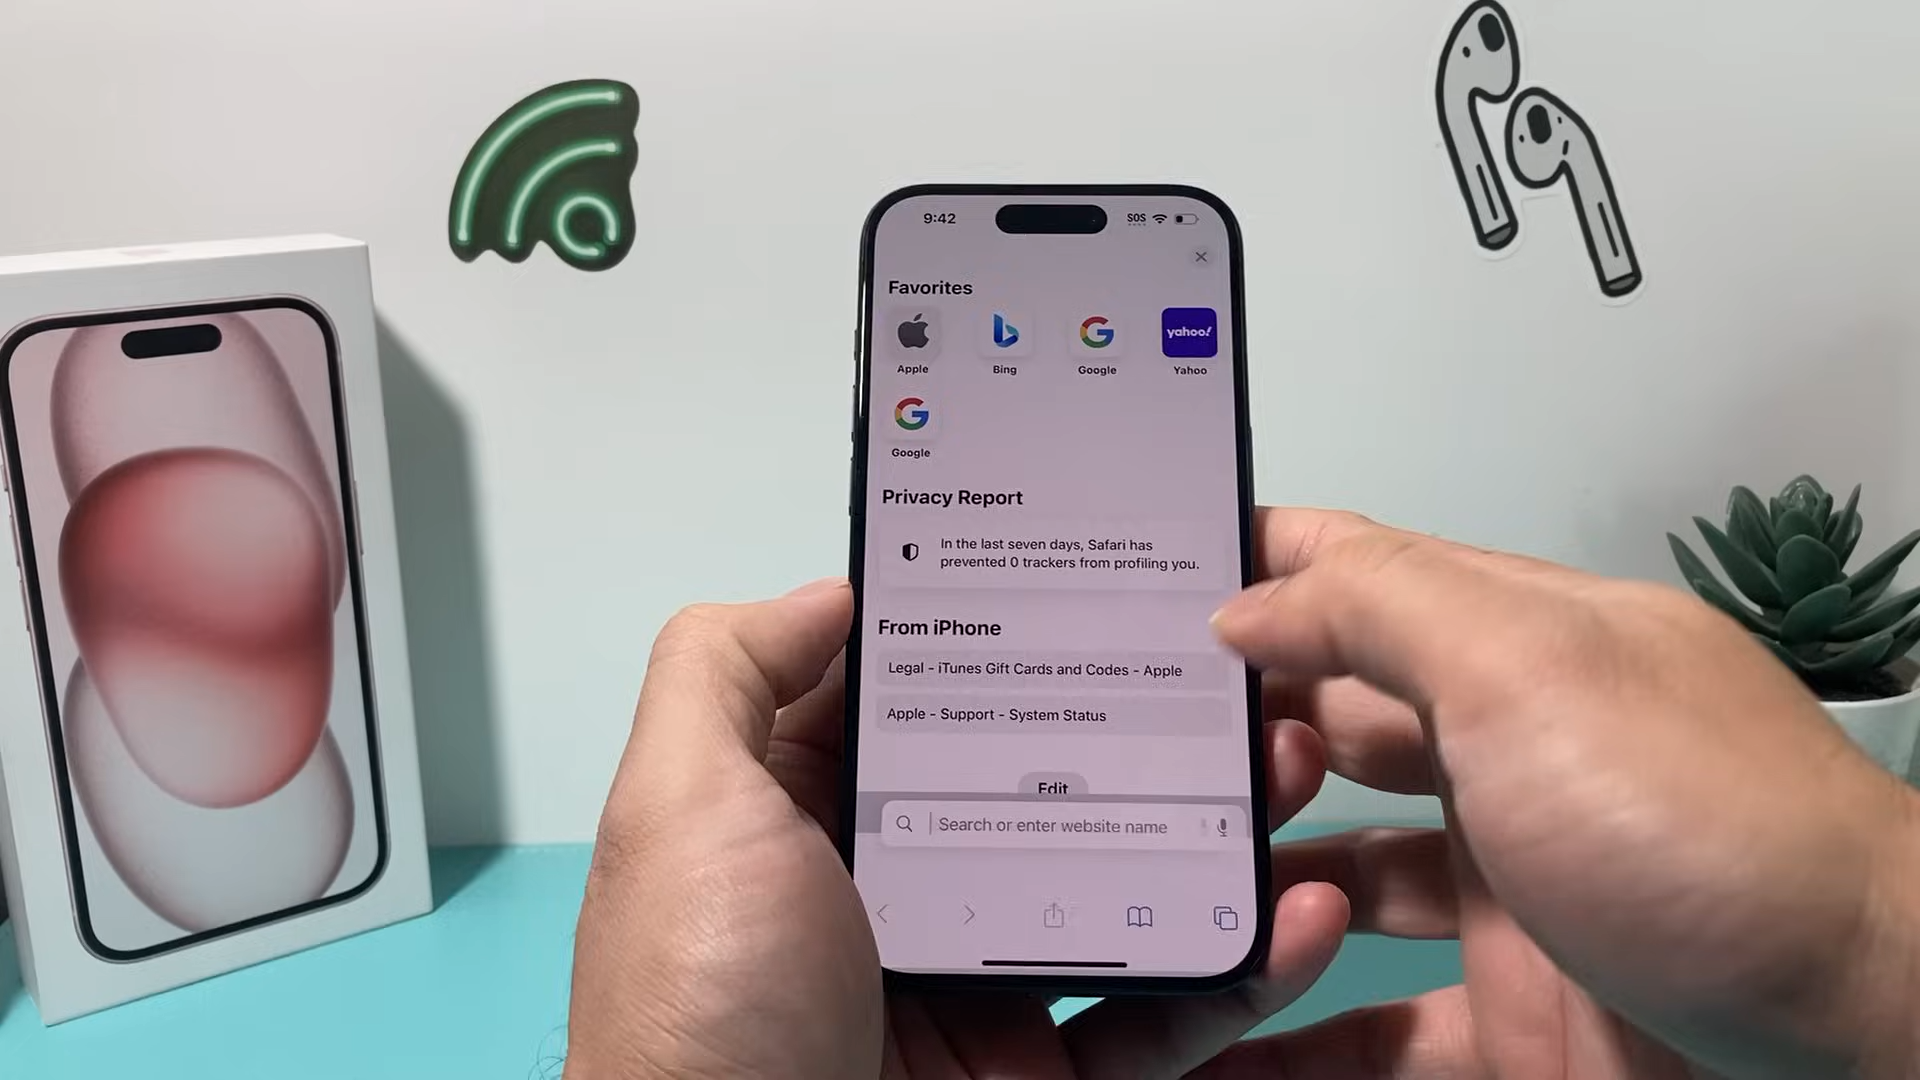 9:42
SOS
Favorites
yahoo!
Apple
Bing
Google
Yahoo
Google
Privacy Report
In the last seven days, Safari has
prevented 0 trackers from profiling you.
From iPhone
Legal - iTunes Gift Cards and Codes - Apple
Apple - Support - System Status
Edit
Search or enter website name